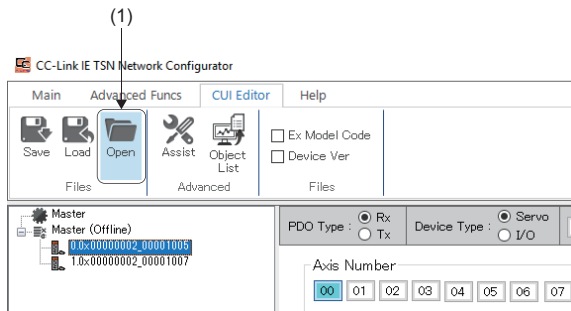 (1)
CC-Link IE TSN Network Configurator
Main Advanced Funcs CUI Editor Help
Save Load Open Assist Object List
Ex Model Code
Device Ver
Files Advanced Files
Master
Master (Offline)
0.0x00000002_00001005
1.0x00000002_00001007
PDO Type : Rx Tx
Device Type : Servo I/O
Axis Number
00 01 02 03 04 05 06 07